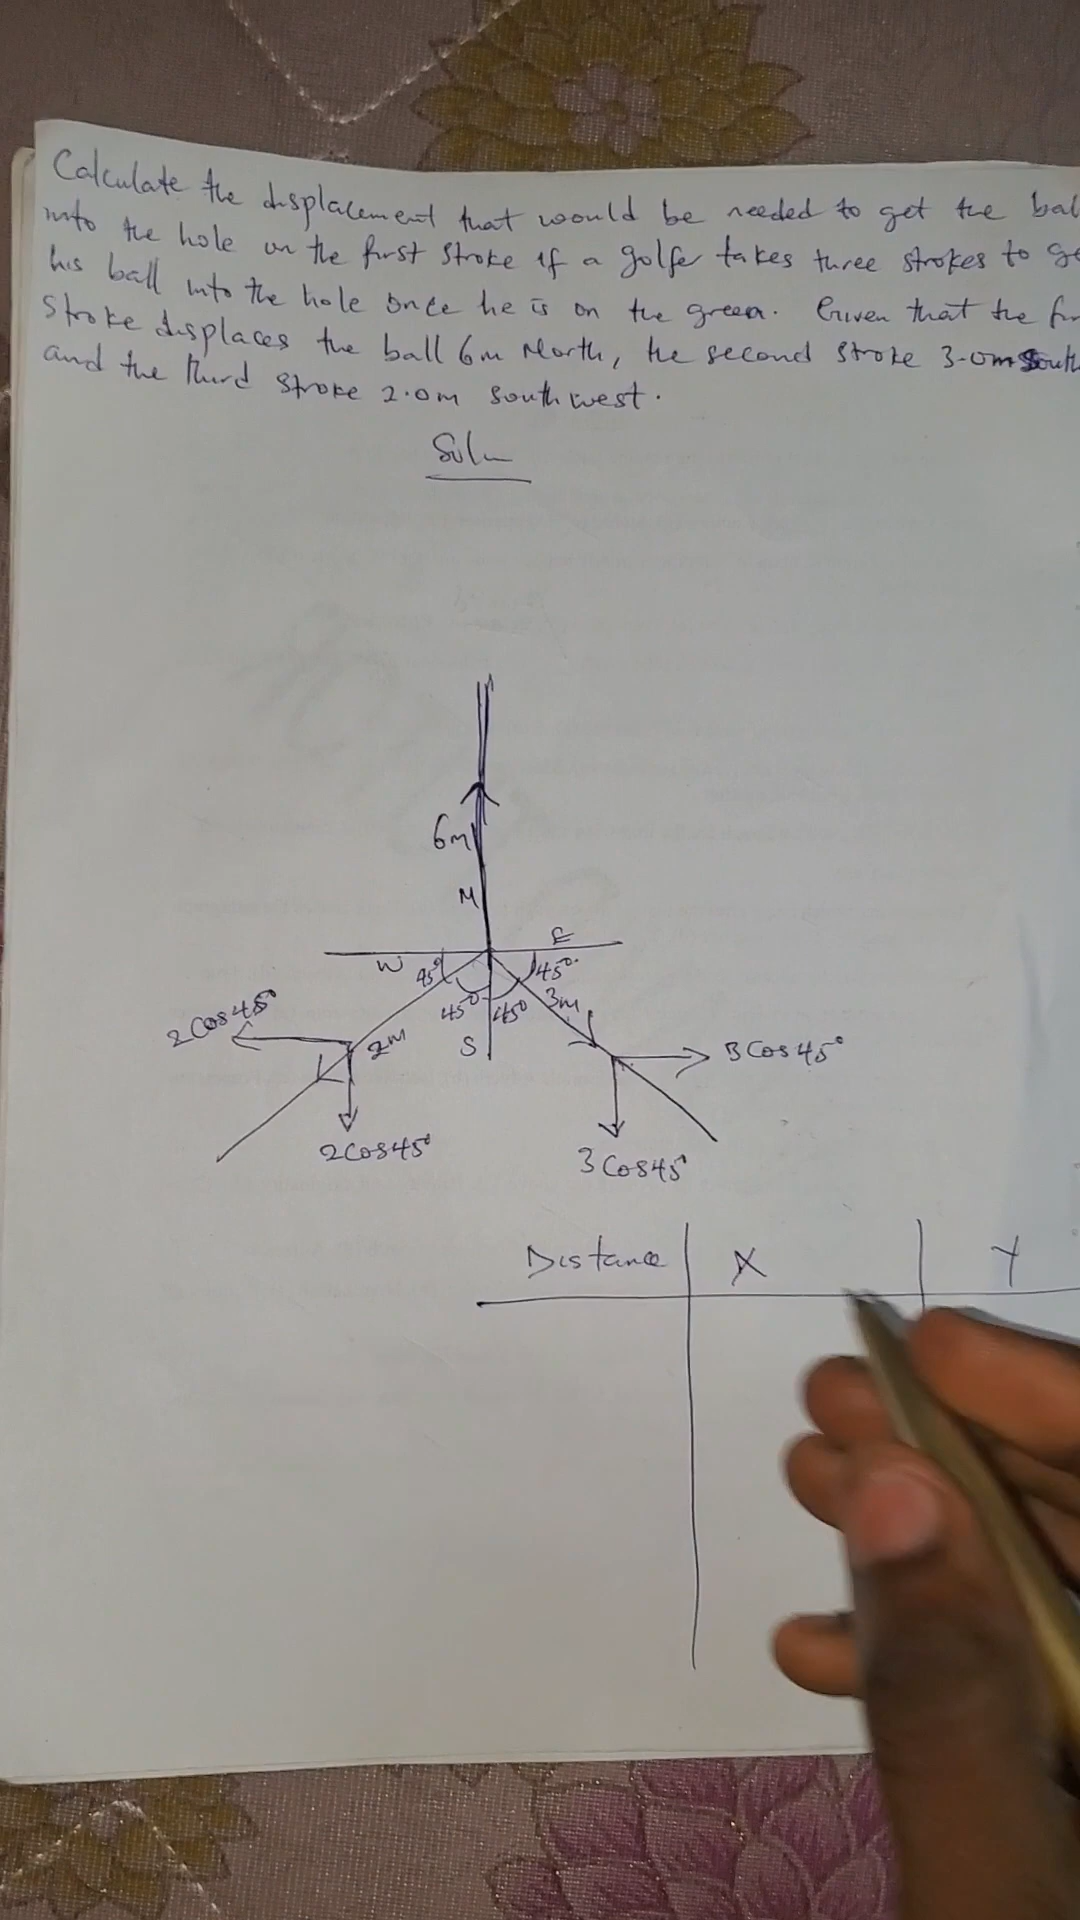 Calculate the displacement that would be needed to get the bal
into the hole on the first stroke if a golfer takes three strokes to ge
his ball into the hole once he is on the green. Given that the fir
stroke displaces the ball 6m North, the second stroke 3.0m South
and the third stroke 2.0m southwest.
Soln
6m
N
W E
45° 45°
45° 45° 3m
2Cos45° 2m S 3Cos45°
2Cos45° 3Cos45°
Distance X Y